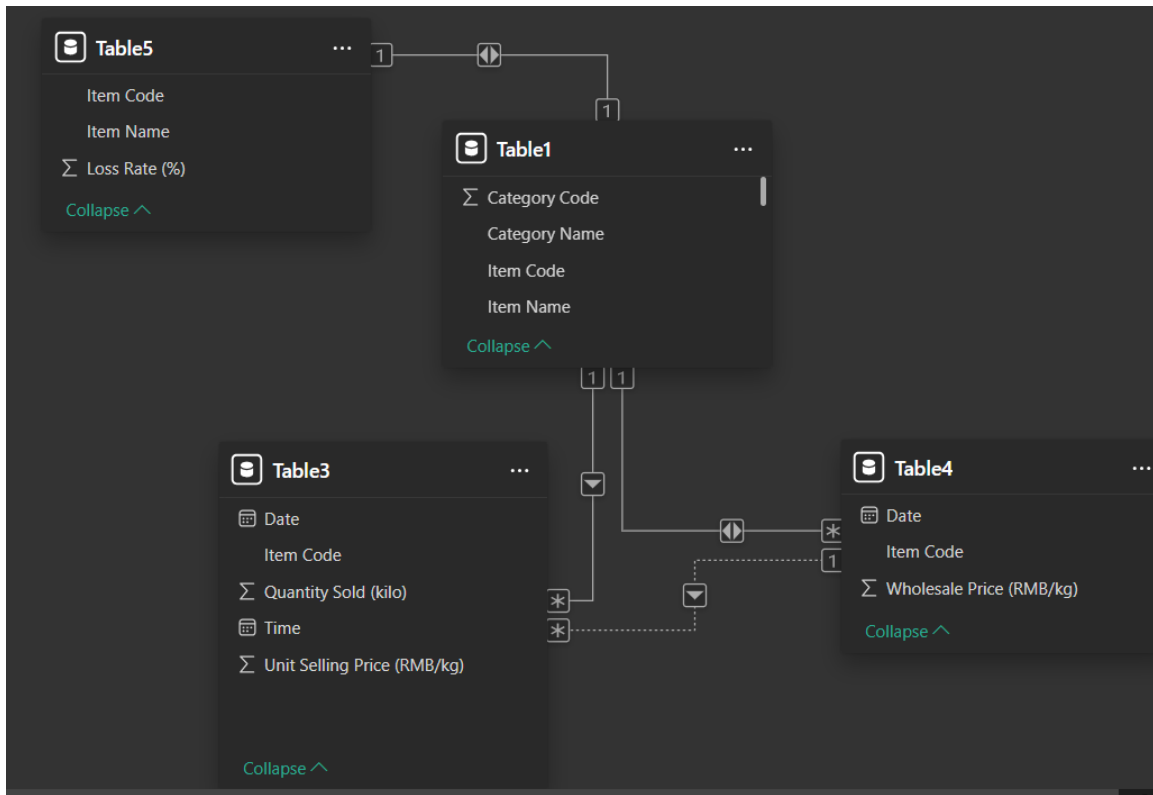 Table5 ...
1
Item Code
Item Name
Σ Loss Rate (%)
Collapse
1
Table1 ...
Σ Category Code
Category Name
Item Code
Item Name
Collapse
1 1
Table3 ...
Date
Item Code
Σ Quantity Sold (kilo)
Time
Σ Unit Selling Price (RMB/kg)
Collapse
*
*
Table4 ...
Date
Item Code
Σ Wholesale Price (RMB/kg)
Collapse
*
1